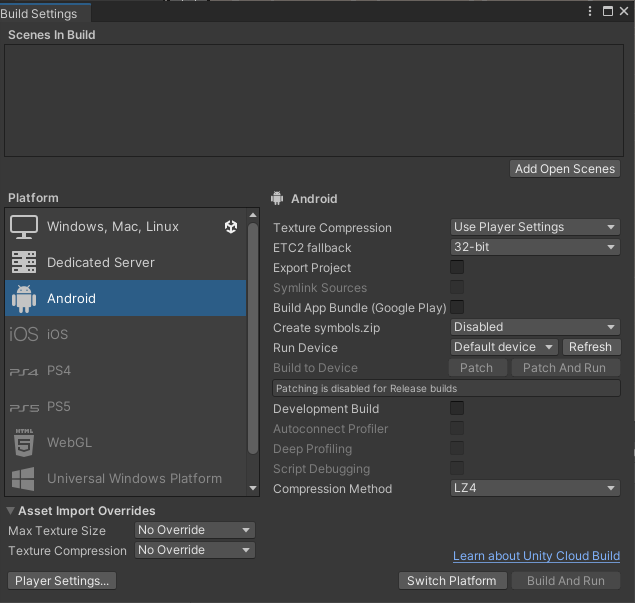 Build Settings
Scenes In Build
Add Open Scenes
Platform
Windows, Mac, Linux
Dedicated Server
Android
iOS iOS
PS4 PS4
PS5 PS5
HTML 5 WebGL
Universal Windows Platform
Android
Texture Compression Use Player Settings
ETC2 fallback 32-bit
Export Project
Symlink Sources
Build App Bundle (Google Play)
Create symbols.zip Disabled
Run Device Default device Refresh
Build to Device Patch Patch And Run
Patching is disabled for Release builds
Development Build
Autoconnect Profiler
Deep Profiling
Script Debugging
Compression Method LZ4
Asset Import Overrides
Max Texture Size No Override
Texture Compression No Override
Learn about Unity Cloud Build
Player Settings... Switch Platform Build And Run